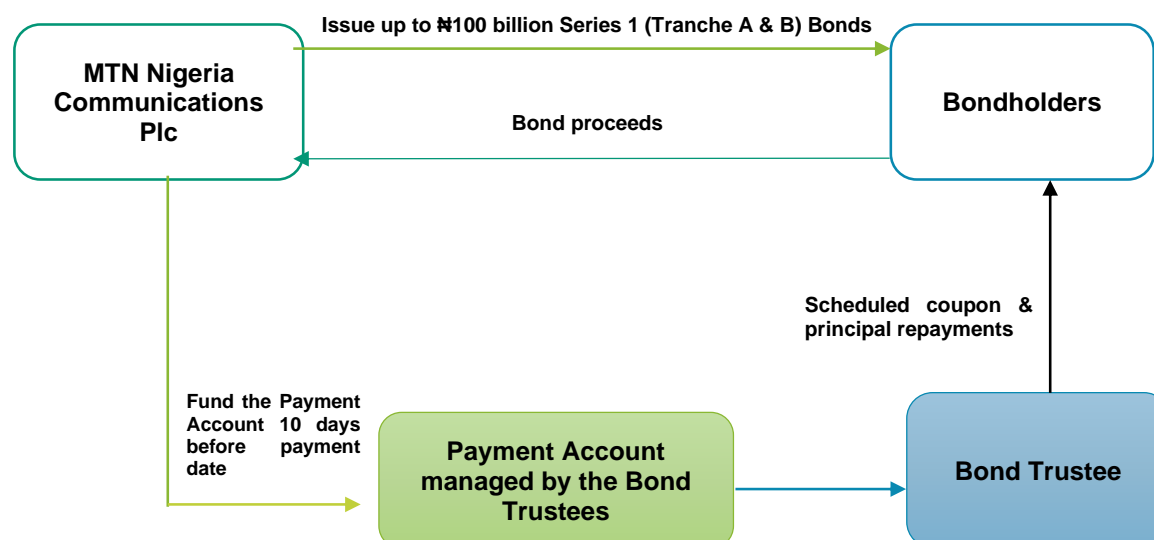 Issue up to ₦100 billion Series 1 (Tranche A & B) Bonds
MTN Nigeria
Communications
Plc
Bondholders
Bond proceeds
Scheduled coupon &
principal repayments
Fund the Payment
Account 10 days
before payment
date
Payment Account
managed by the Bond
Trustees
Bond Trustee